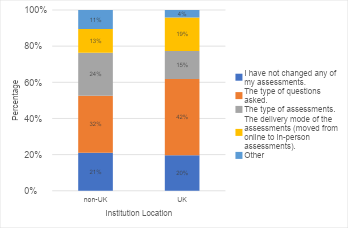 100%
80%
60%
40%
20%
0%
Percentage
11%
13%
24%
32%
21%
4%
19%
15%
42%
20%
non-UK
UK
Institution Location
I have not changed any of
my assessments.
The type of questions
asked.
The type of assessments.
The delivery mode of the
assessments (moved from
online to in-person
assessments).
Other